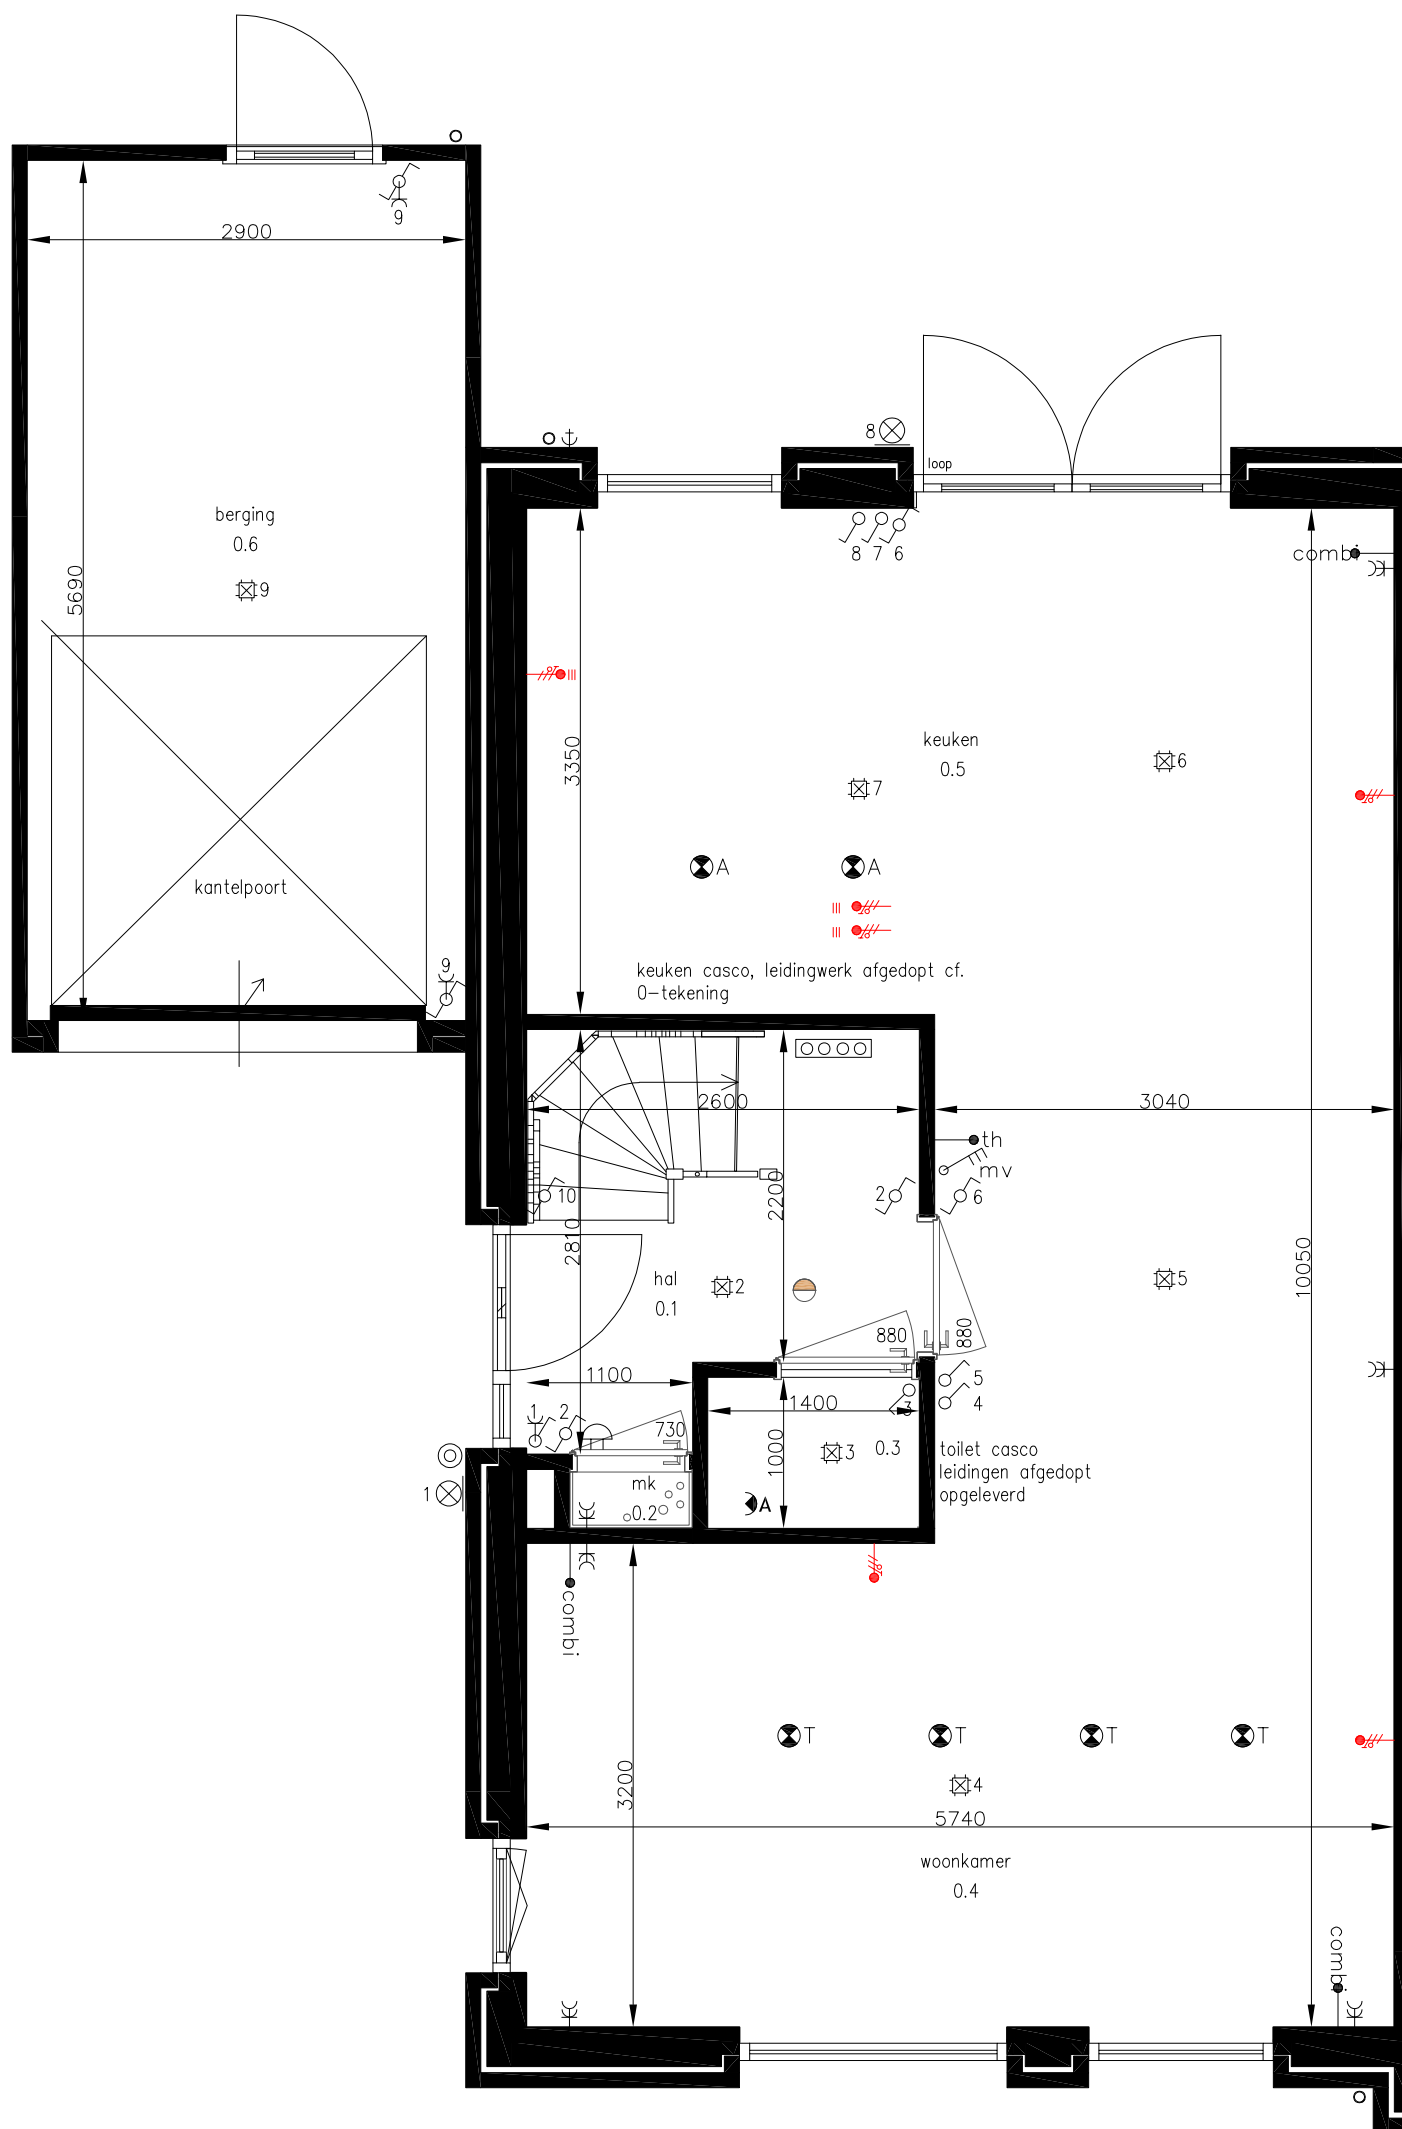 9
2900
8
loop
8 7 6
combi
berging
0.6
9
5690
3350
keuken
0.5
6
7
A
A
kantelpoort
9
keuken casco, leidingwerk afgedopt cf.
0-tekening
2600
3040
th
mv
10
2
6
2200
2810
hal
0.1
2
5
10050
880
880
1100
1400
5
4
3
1
2
730
1000
3
0.3
toilet casco
leidingen afgedopt
opgeleverd
mk
0.2
A
1
combi
T
T
T
T
3200
4
5740
woonkamer
0.4
combi